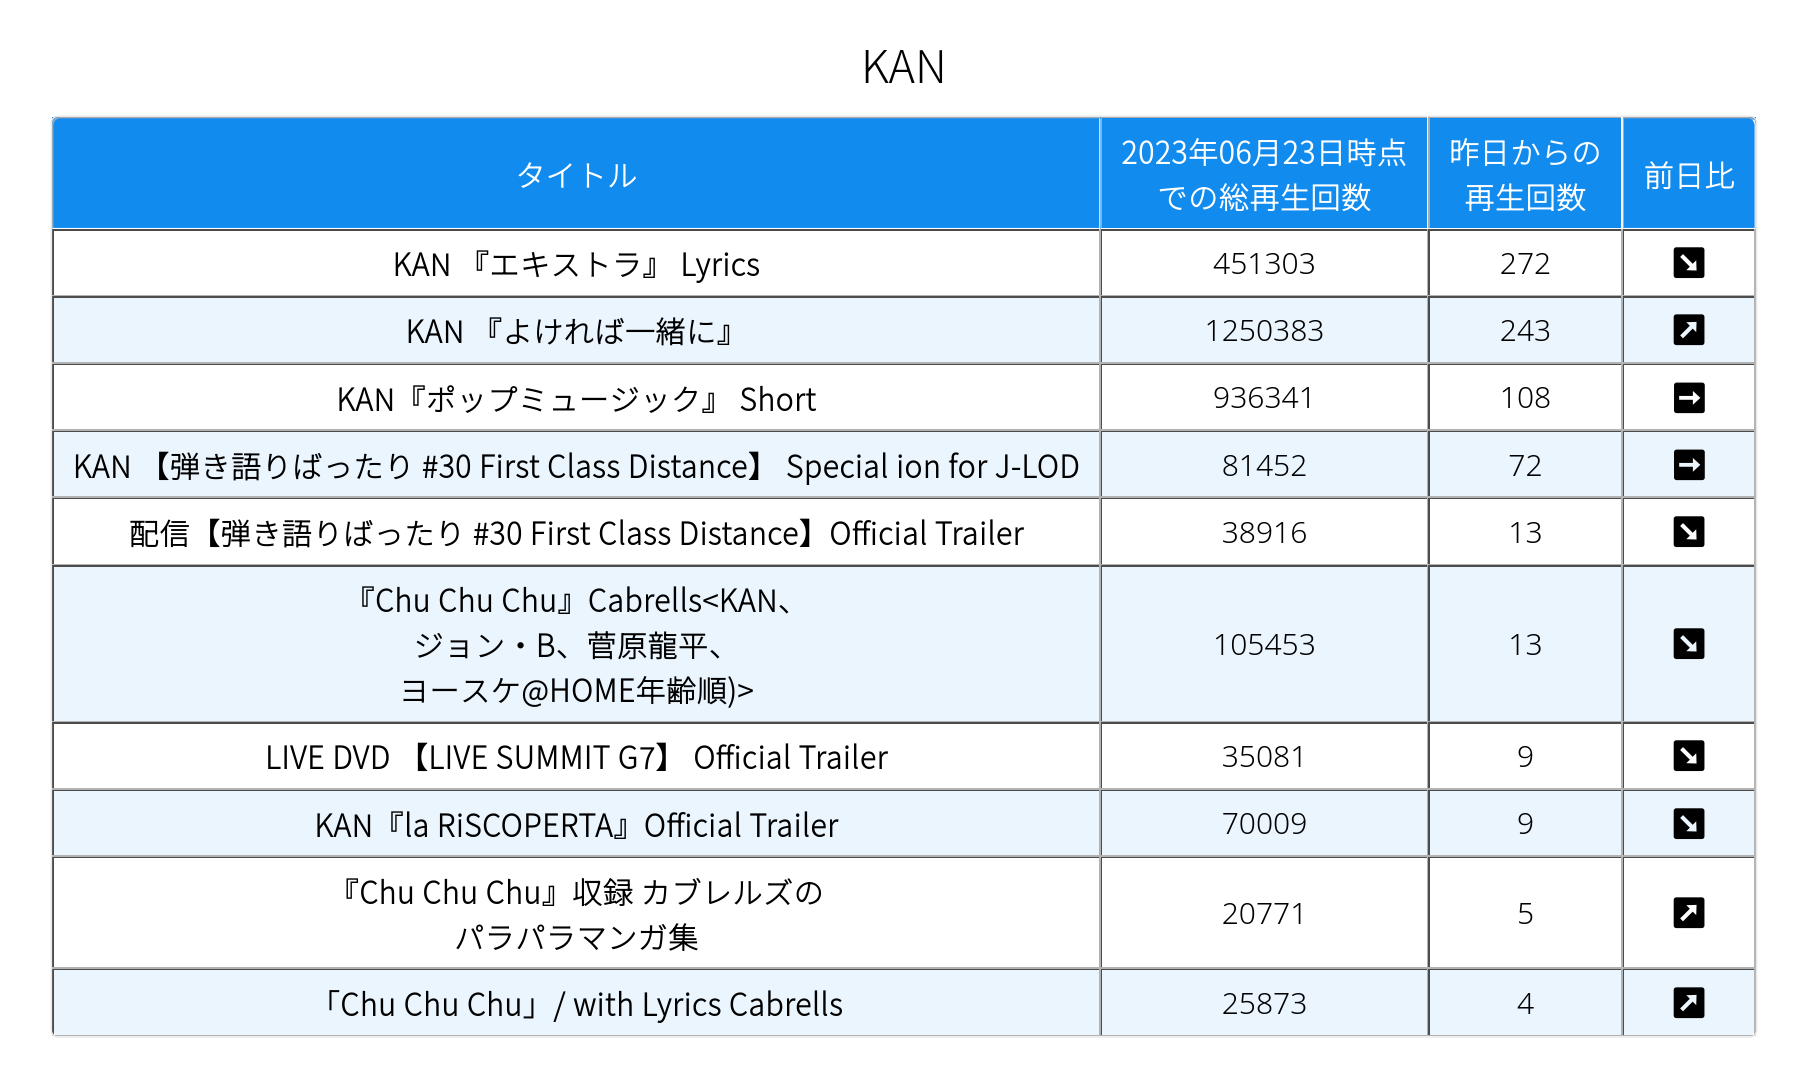 KAN
タイトル
2023年06月23日時点
での総再生回数
昨日からの
再生回数
前日比
KAN 『エキストラ』 Lyrics
451303
272
KAN 『よければ一緒に』
1250383
243
KAN『ポップミュージック』 Short
936341
108
KAN 【弾き語りばったり #30 First Class Distance】 Special ion for J-LOD
81452
72
配信【弾き語りばったり #30 First Class Distance】Official Trailer
38916
13
『Chu Chu Chu』Cabrells<KAN、
ジョン・B、菅原龍平、
ヨースケ@HOME年齢順)>
105453
13
LIVE DVD 【LIVE SUMMIT G7】 Official Trailer
35081
9
KAN『la RiSCOPERTA』Official Trailer
70009
9
『Chu Chu Chu』収録 カブレルズの
パラパラマンガ集
20771
5
「Chu Chu Chu」/ with Lyrics Cabrells
25873
4